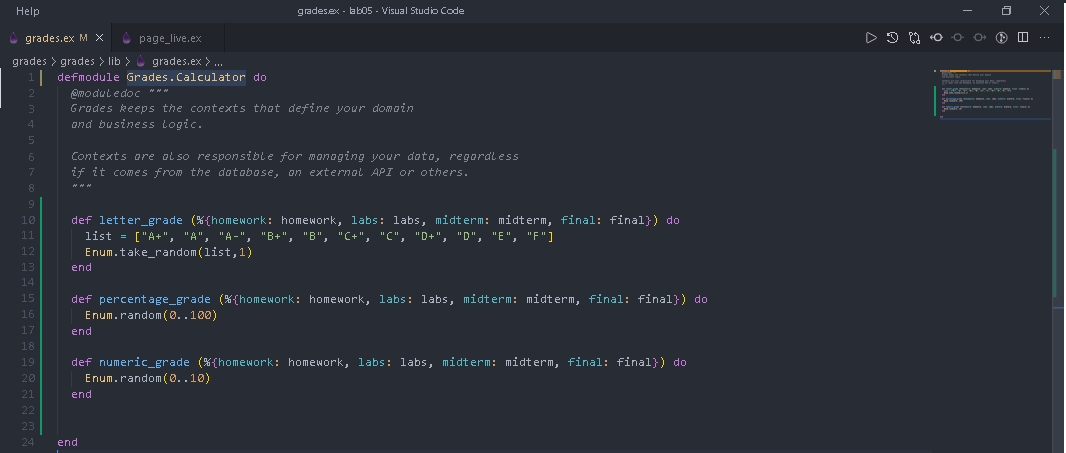 Help
grades.ex - lab05 - Visual Studio Code
grades.ex M
page_live.ex
grades > grades > lib > grades.ex > ...
1 defmodule Grades.Calculator do
2 @moduledoc """
3 Grades keeps the contexts that define your domain
4 and business logic.
5
6 Contexts are also responsible for managing your data, regardless
7 if it comes from the database, an external API or others.
8 """
9
10 def letter_grade (%{homework: homework, labs: labs, midterm: midterm, final: final}) do
11 list = ["A+", "A", "A-", "B+", "B", "C+", "C", "D+", "D", "E", "F"]
12 Enum.take_random(list,1)
13 end
14
15 def percentage_grade (%{homework: homework, labs: labs, midterm: midterm, final: final}) do
16 Enum.random(0..100)
17 end
18
19 def numeric_grade (%{homework: homework, labs: labs, midterm: midterm, final: final}) do
20 Enum.random(0..10)
21 end
22
23
24 end